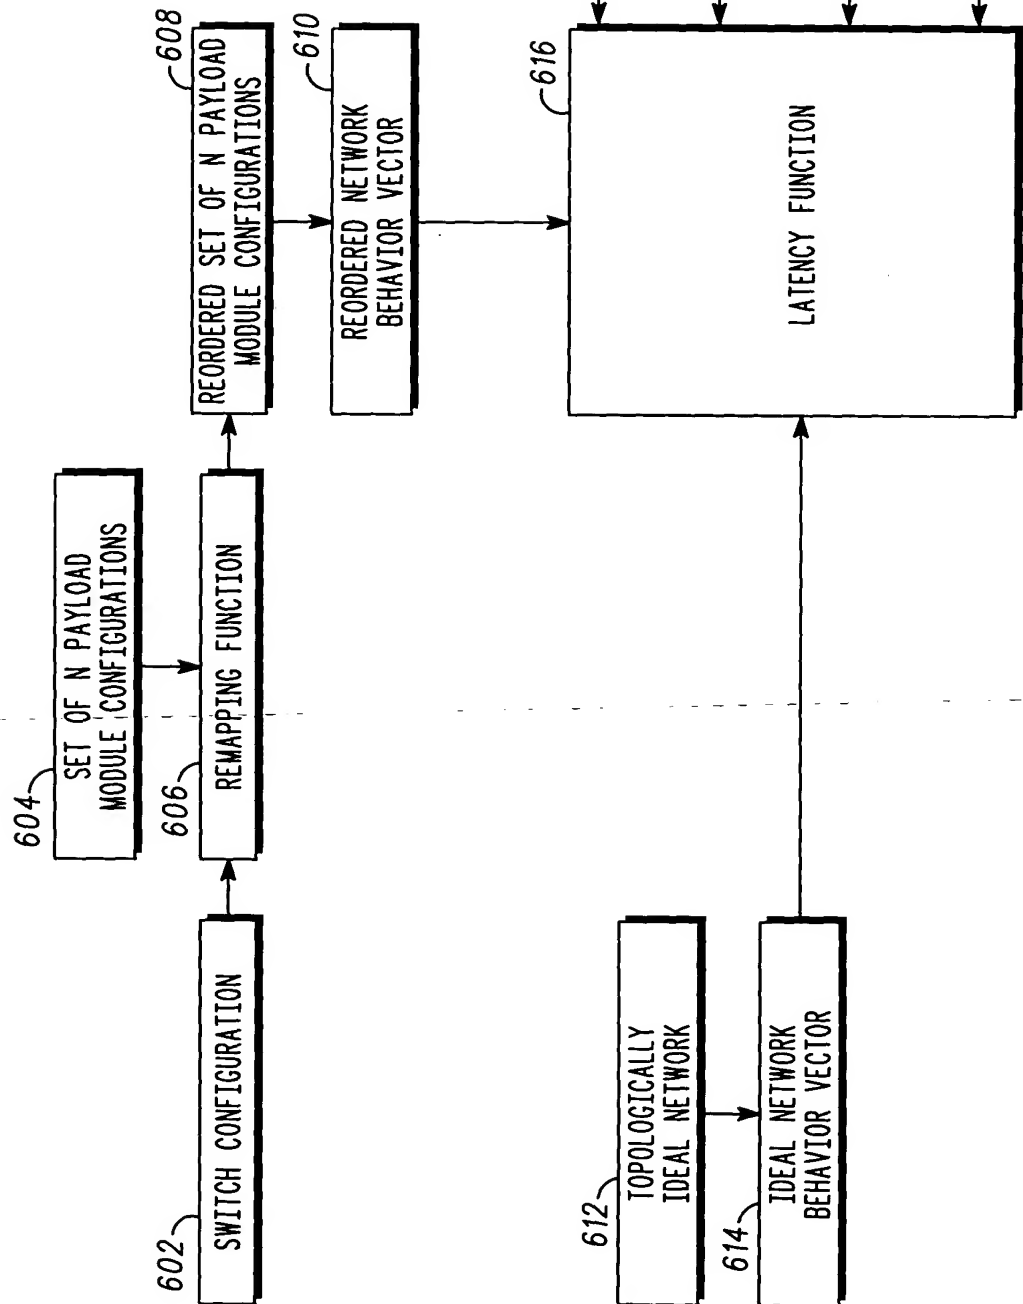 608
REORDERED SET OF N PAYLOAD
MODULE CONFIGURATIONS
610
REORDERED NETWORK
BEHAVIOR VECTOR
616
LATENCY FUNCTION
604
SET OF N PAYLOAD
MODULE CONFIGURATIONS
606
REMAPPING FUNCTION
602
SWITCH CONFIGURATION
612
TOPOLOGICALLY
IDEAL NETWORK
614
IDEAL NETWORK
BEHAVIOR VECTOR